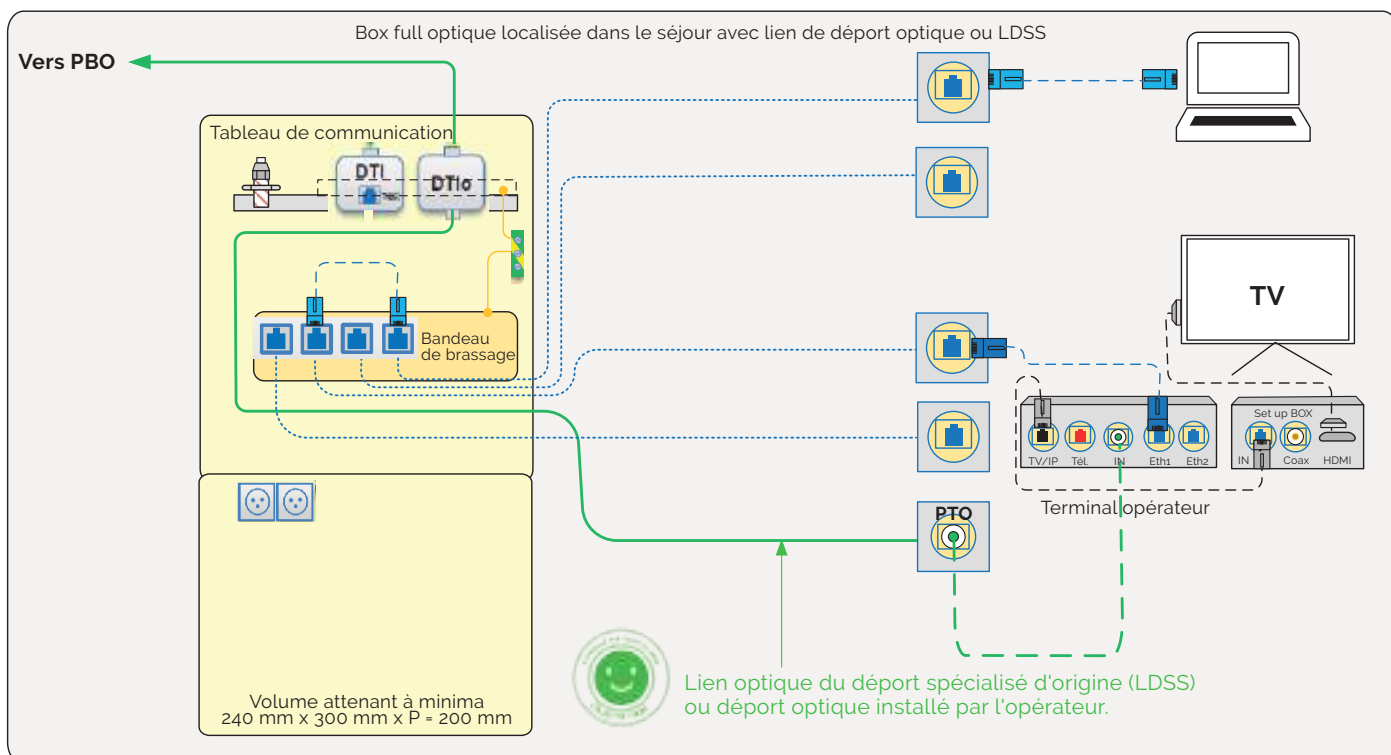 Box full optique localisée dans le séjour avec lien de départ optique ou LDSS
Vers PBO
Tableau de communication
DTI
DTIo
Bandeau
de brassage
TV
Set up BOX
TV/IP
Tél.
IN
Eth1
Eth2
IN
Coax
HDMI
Terminal opérateur
PTO
Lien optique du déport spécialisé d'origine (LDSS)
ou déport optique installé par l'opérateur.
Volume attenant à minima
240 mm x 300 mm x P = 200 mm